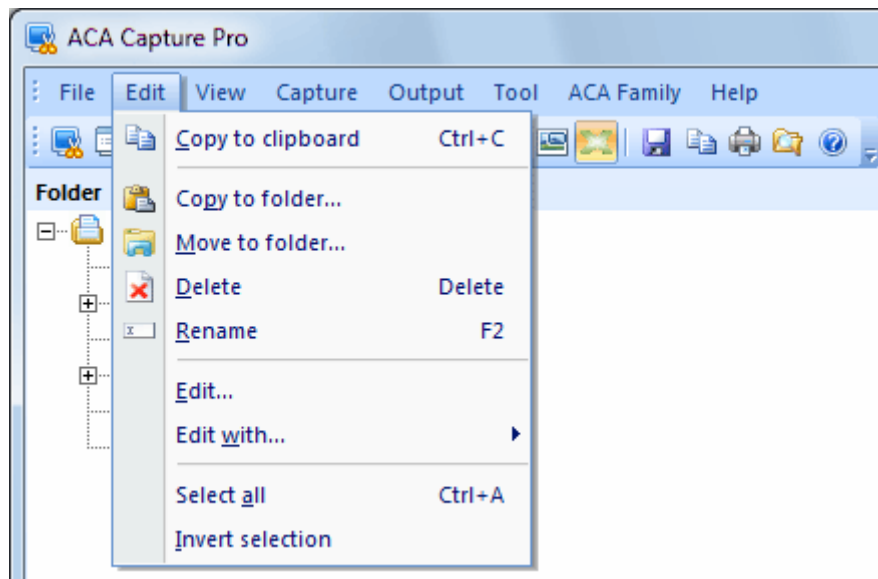 ACA Capture Pro
File Edit View Capture Output Tool ACA Family Help
Copy to clipboard Ctrl+C
Folder
Copy to folder...
Move to folder...
Delete Delete
Rename F2
Edit...
Edit with...
Select all Ctrl+A
Invert selection